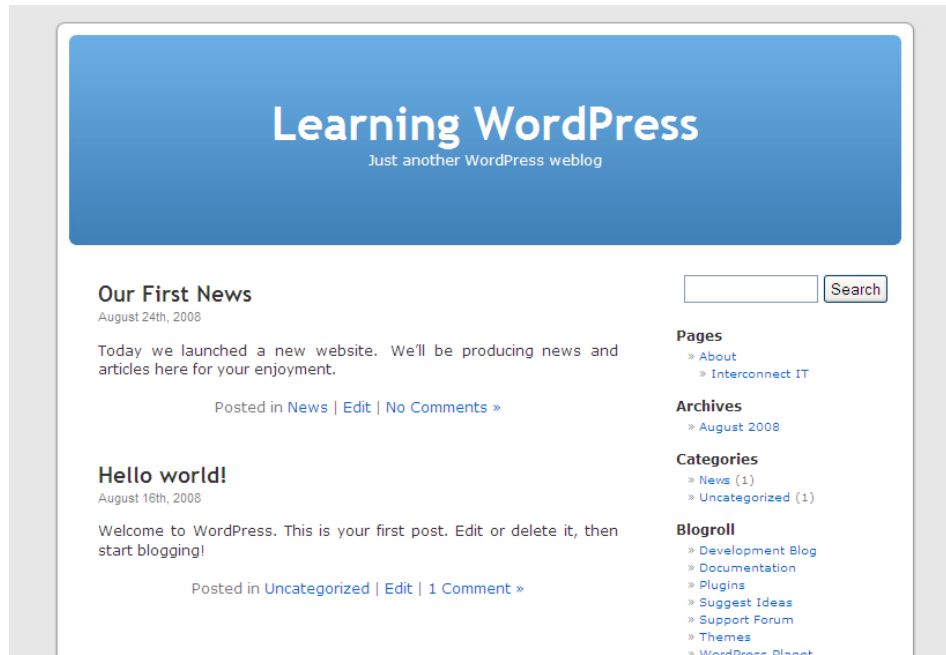 Learning WordPress
Just another WordPress weblog
Our First News
August 24th, 2008
Today we launched a new website. We'll be producing news and
articles here for your enjoyment.
Posted in News | Edit | No Comments »
Hello world!
August 16th, 2008
Welcome to WordPress. This is your first post. Edit or delete it, then
start blogging!
Posted in Uncategorized | Edit | 1 Comment »
Search
Pages
» About
» Interconnect IT
Archives
» August 2008
Categories
» News (1)
» Uncategorized (1)
Blogroll
» Development Blog
» Documentation
» Plugins
» Suggest Ideas
» Support Forum
» Themes
» WordPress Planet